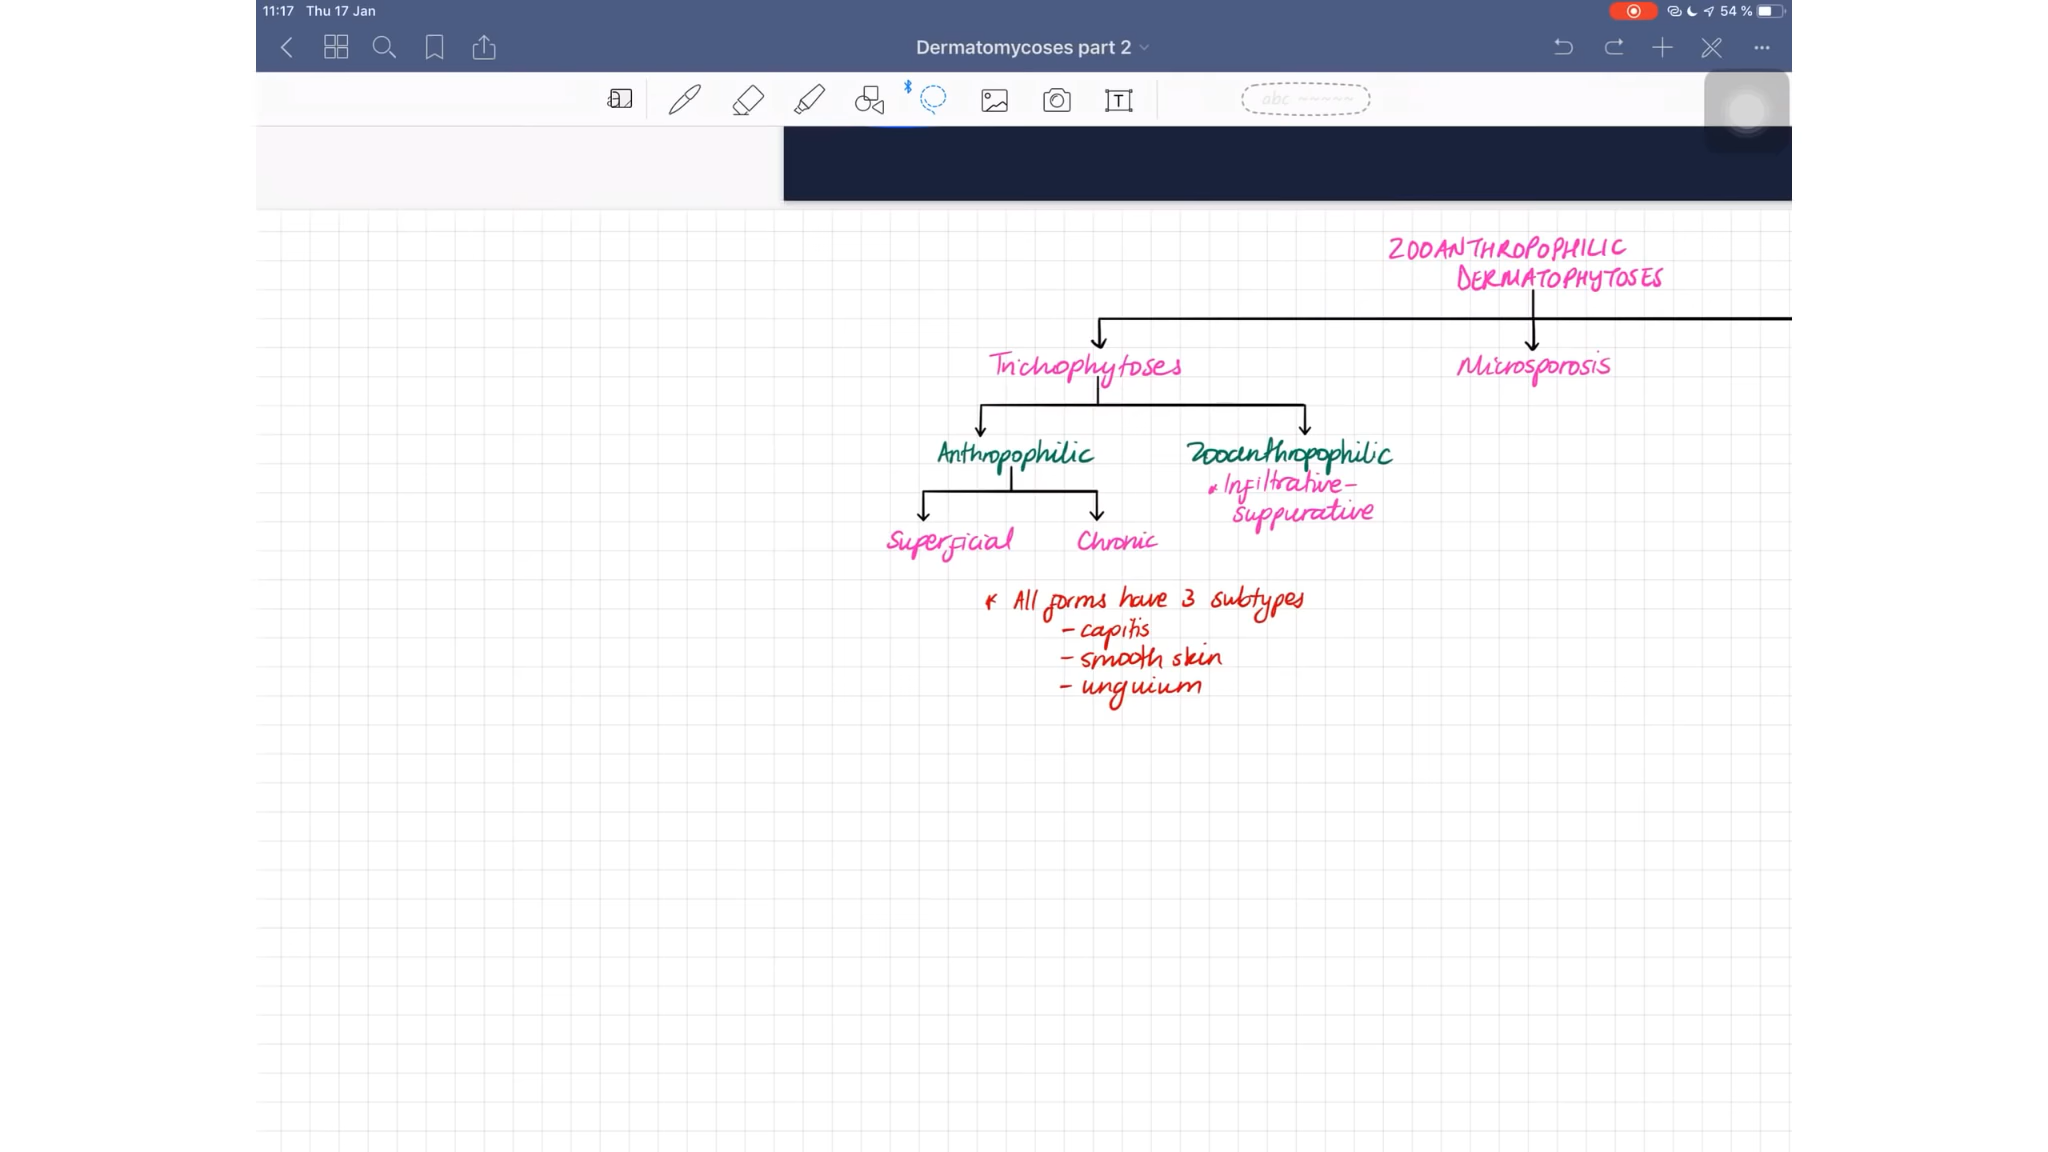 11:17 Thu 17 Jan
54 %
Dermatomycoses part 2
abc
T
ZOOANTHROPOPHILIC
DERMATOPHYTOSES
Trichophytoses
Microsporosis
Anthropophilic
Zooanthropophilic
* Infiltrative-
suppurative
Superficial
Chronic
* All forms have 3 subtypes
- capitis
- smooth skin
- unguium